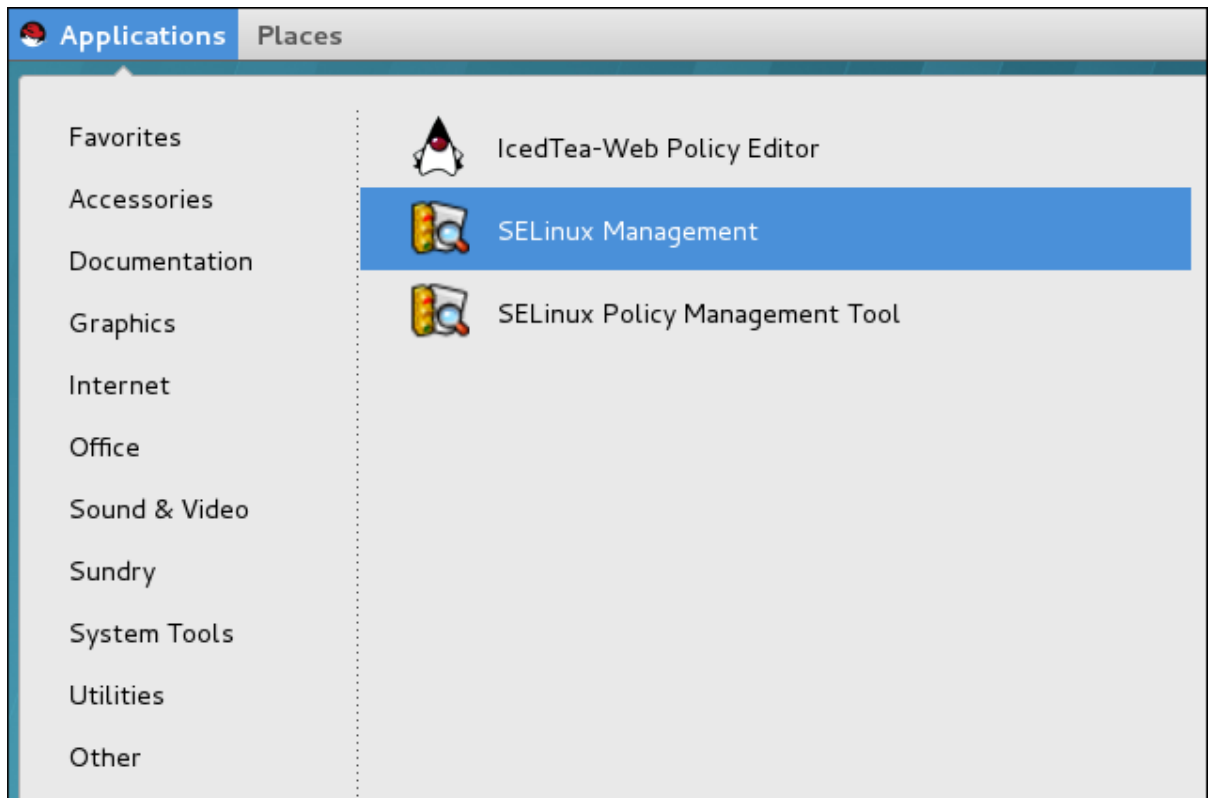 Applications Places
Favorites
Accessories
Documentation
Graphics
Internet
Office
Sound & Video
Sundry
System Tools
Utilities
Other
IcedTea-Web Policy Editor
SELinux Management
SELinux Policy Management Tool